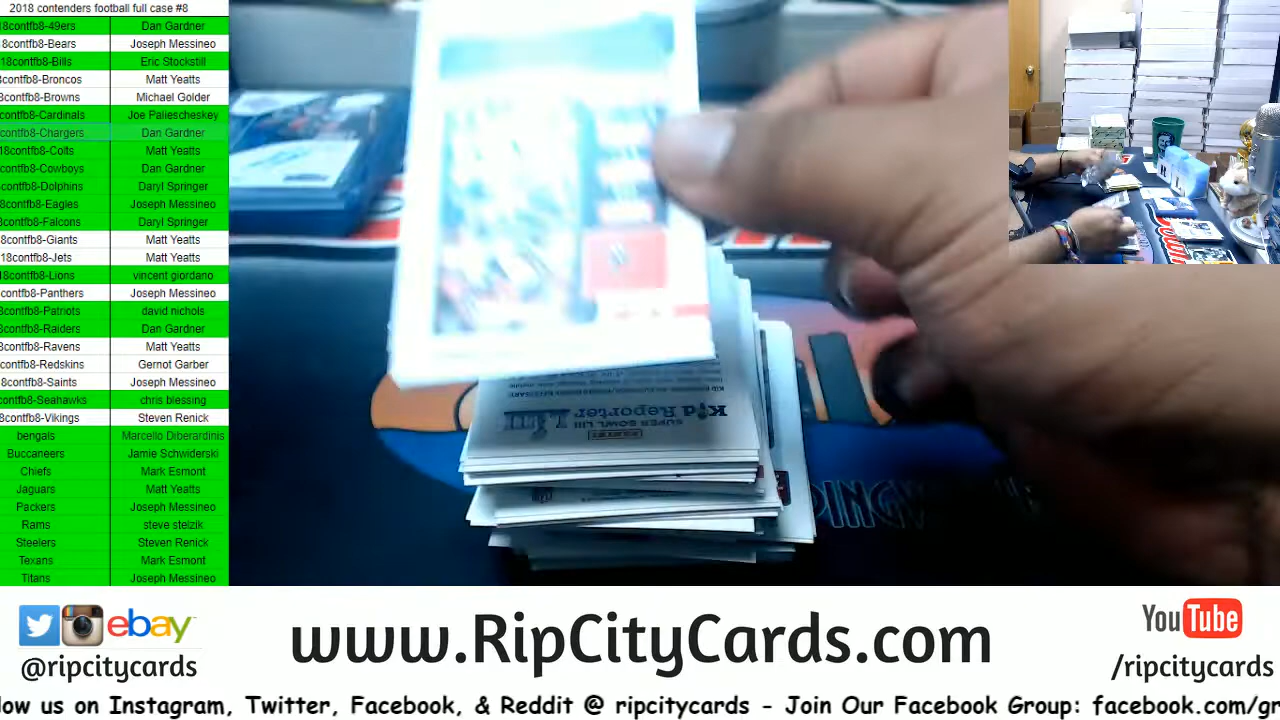 2018 contenders football full case #8
18contfb8-49ers Dan Gardner
8contfb8-Bears Joseph Messineo
18contfb8-Bills Eric Stockstill
8contfb8-Broncos Matt Yeatts
8contfb8-Browns Michael Golder
contfb8-Cardinals Joe Paliescheskey
contfb8-Chargers Dan Gardner
18contfb8-Colts Matt Yeatts
contfb8-Cowboys Dan Gardner
contfb8-Dolphins Daryl Springer
8contfb8-Eagles Joseph Messineo
8contfb8-Falcons Daryl Springer
8contfb8-Giants Matt Yeatts
18contfb8-Jets Matt Yeatts
18contfb8-Lions vincent giordano
contfb8-Panthers Joseph Messineo
contfb8-Patriots david nichols
8contfb8-Raiders Dan Gardner
8contfb8-Ravens Matt Yeatts
contfb8-Redskins Gernot Garber
8contfb8-Saints Joseph Messineo
contfb8-Seahawks chris blessing
8contfb8-Vikings Steven Renick
bengals Marcello Diberardinis
Buccaneers Jamie Schwiderski
Chiefs Mark Esmont
Jaguars Matt Yeatts
Packers Joseph Messineo
Rams steve stelzik
Steelers Steven Renick
Texans Mark Esmont
Titans Joseph Messineo
Kid Reporter
SUPER BOWL LIII
PANINI
ebay
@ripcitycards
www.RipCityCards.com
YouTube
/ripcitycards
low us on Instagram, Twitter, Facebook, & Reddit @ ripcitycards - Join Our Facebook Group: facebook.com/gr